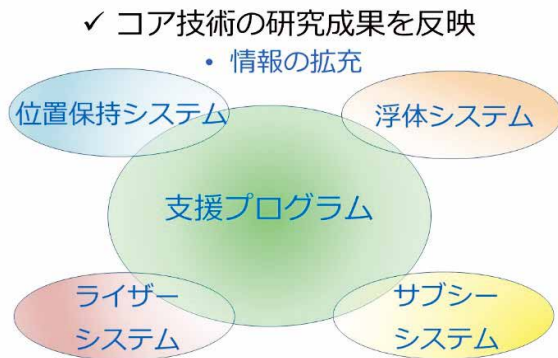 ✓ コア技術の研究成果を反映
• 情報の拡充
位置保持システム
浮体システム
支援プログラム
ライザー
システム
サブシー
システム